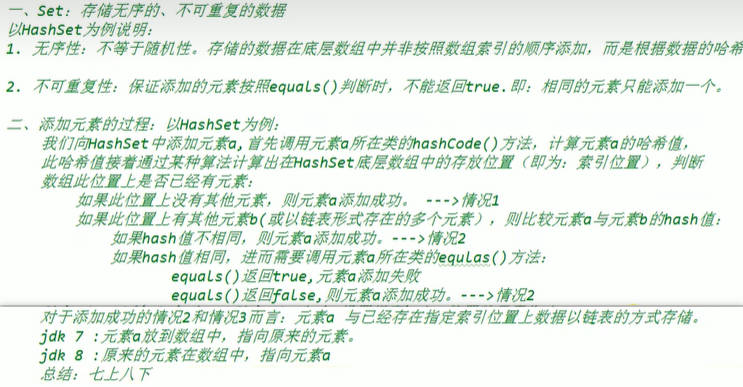 一、Set：存储无序的、不可重复的数据
以HashSet为例说明：
1. 无序性：不等于随机性。存储的数据在底层数组中并非按照数组索引的顺序添加，而是根据数据的哈希
2. 不可重复性：保证添加的元素按照equals()判断时，不能返回true.即：相同的元素只能添加一个。
二、添加元素的过程：以HashSet为例：
我们向HashSet中添加元素a,首先调用元素a所在类的hashCode()方法，计算元素a的哈希值，
此哈希值接着通过某种算法计算出在HashSet底层数组中的存放位置（即为：索引位置），判断
数组此位置上是否已经有元素：
如果此位置上没有其他元素，则元素a添加成功。 --->情况1
如果此位置上有其他元素b(或以链表形式存在的多个元素），则比较元素a与元素b的hash值：
如果hash值不相同，则元素a添加成功。--->情况2
如果hash值相同，进而需要调用元素a所在类的equlas()方法：
equals()返回true,元素a添加失败
equals()返回false,则元素a添加成功。--->情况2
对于添加成功的情况2和情况3而言：元素a 与已经存在指定索引位置上数据以链表的方式存储。
jdk 7 :元素a放到数组中，指向原来的元素。
jdk 8 :原来的元素在数组中，指向元素a
总结：七上八下